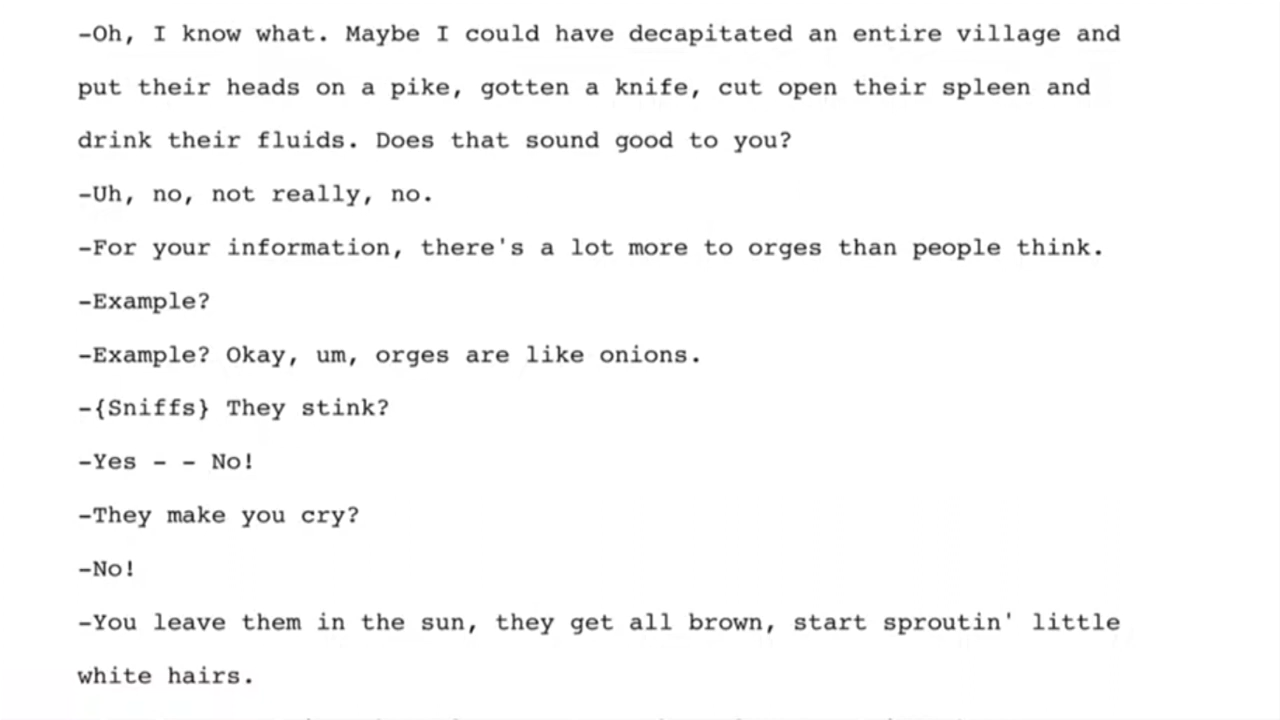 -Oh, I know what. Maybe I could have decapitated an entire village and
put their heads on a pike, gotten a knife, cut open their spleen and
drink their fluids. Does that sound good to you?
-Uh, no, not really, no.
-For your information, there's a lot more to orges than people think.
-Example?
-Example? Okay, um, orges are like onions.
-{Sniffs} They stink?
-Yes - - No!
-They make you cry?
-No!
-You leave them in the sun, they get all brown, start sproutin' little
white hairs.